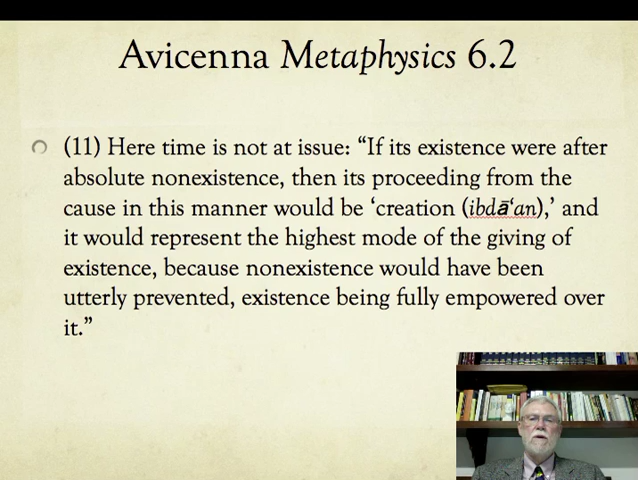 Avicenna Metaphysics 6.2
(11) Here time is not at issue: “If its existence were after
absolute nonexistence, then its proceeding from the
cause in this manner would be ‘creation (ibdāʻan),’ and
it would represent the highest mode of the giving of
existence, because nonexistence would have been
utterly prevented, existence being fully empowered over
it.”